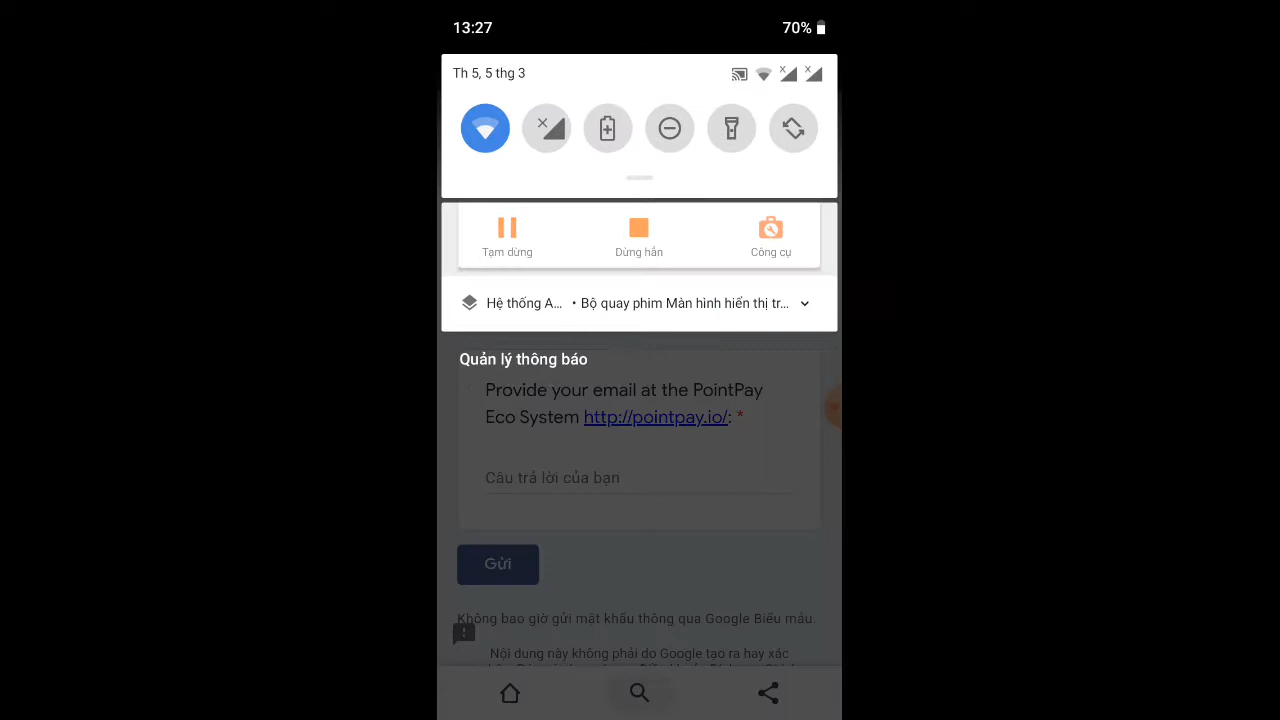 13:27
70%
Th 5, 5 thg 3
Tạm dừng
Dừng hẳn
Công cụ
Hệ thống A... • Bộ quay phim Màn hình hiển thị tr...
Quản lý thông báo
Provide your email at the PointPay
Eco System http://pointpay.io/: *
Câu trả lời của bạn
Gửi
Không bao giờ gửi mật khẩu thông qua Google Biểu mẫu.
Nội dung này không phải do Google tạo ra hay xác